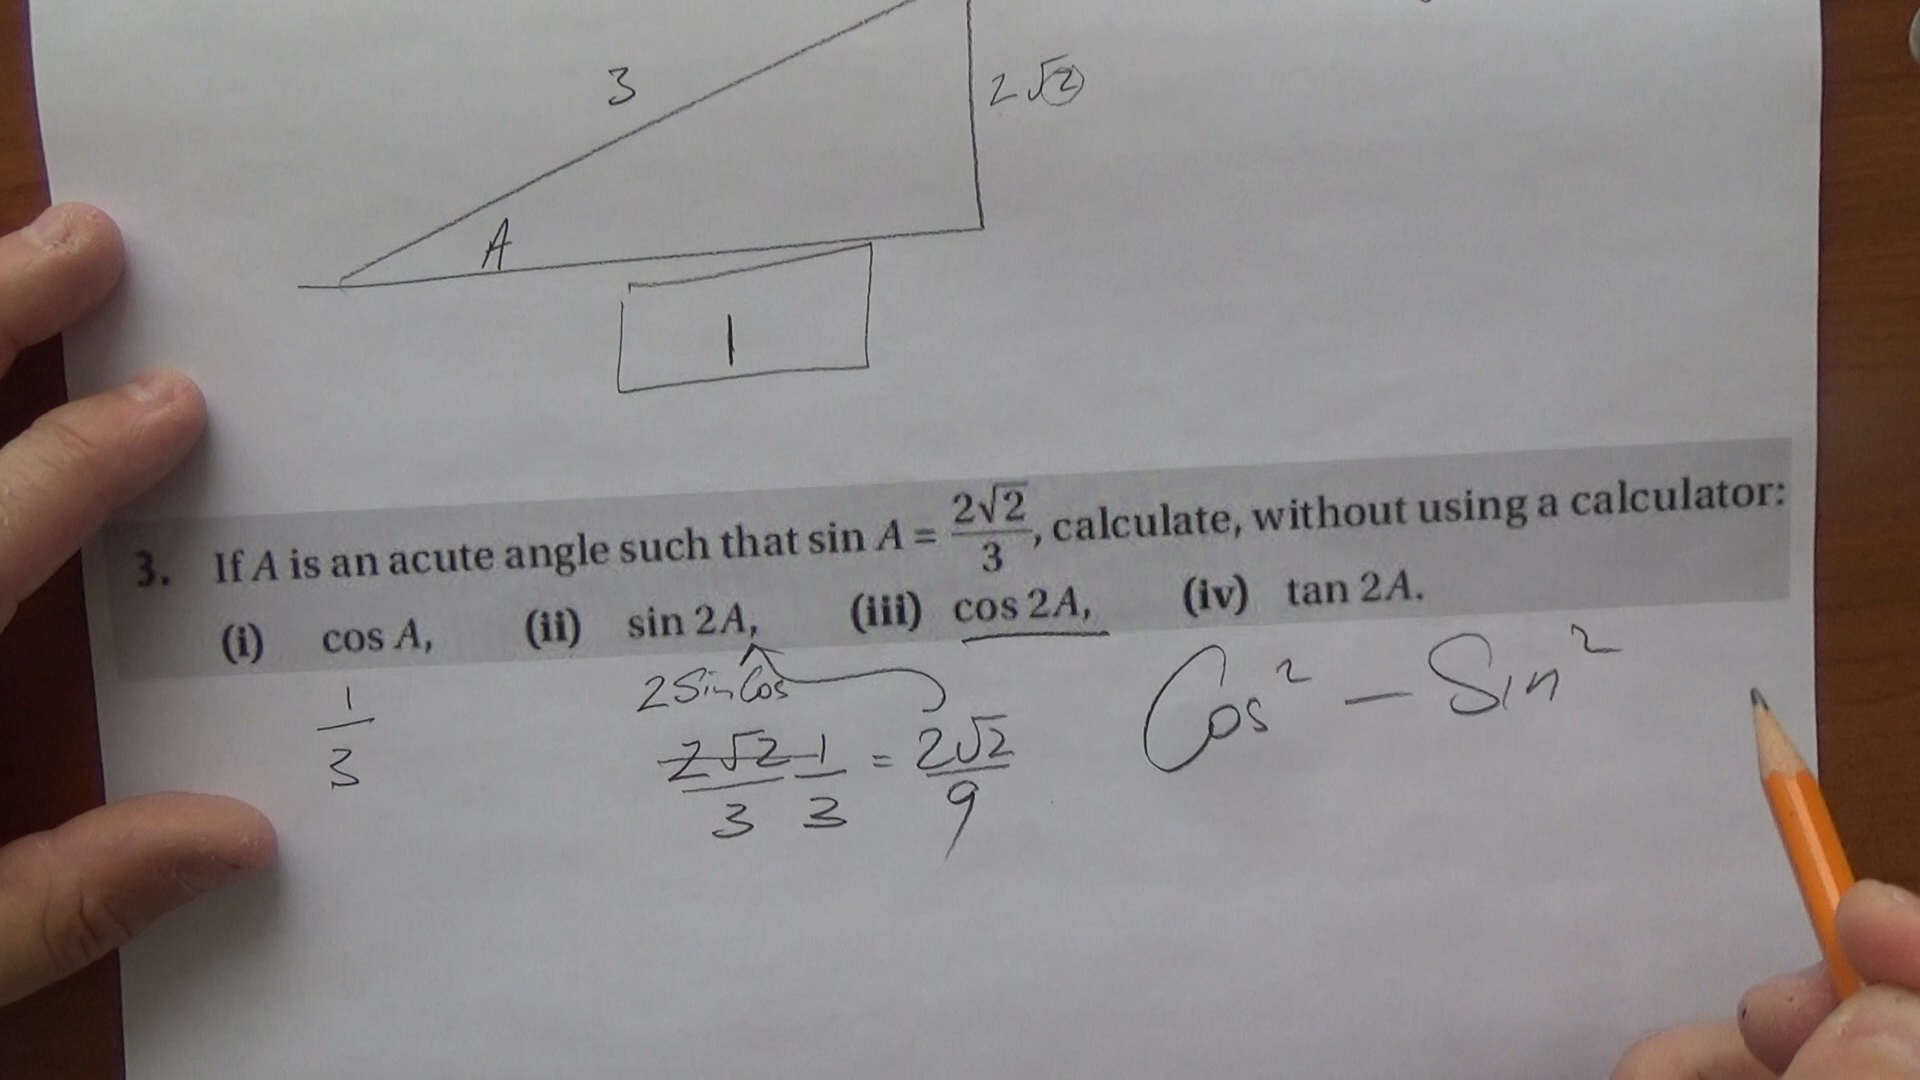 3
2√2
A
1
3. If A is an acute angle such that sin A = 2√2/3, calculate, without using a calculator:
(i) cos A, (ii) sin 2A, (iii) cos 2A, (iv) tan 2A.
2SinCos
Cos² − Sin²
1/3
2√2/3 1/3 = 2√2/9